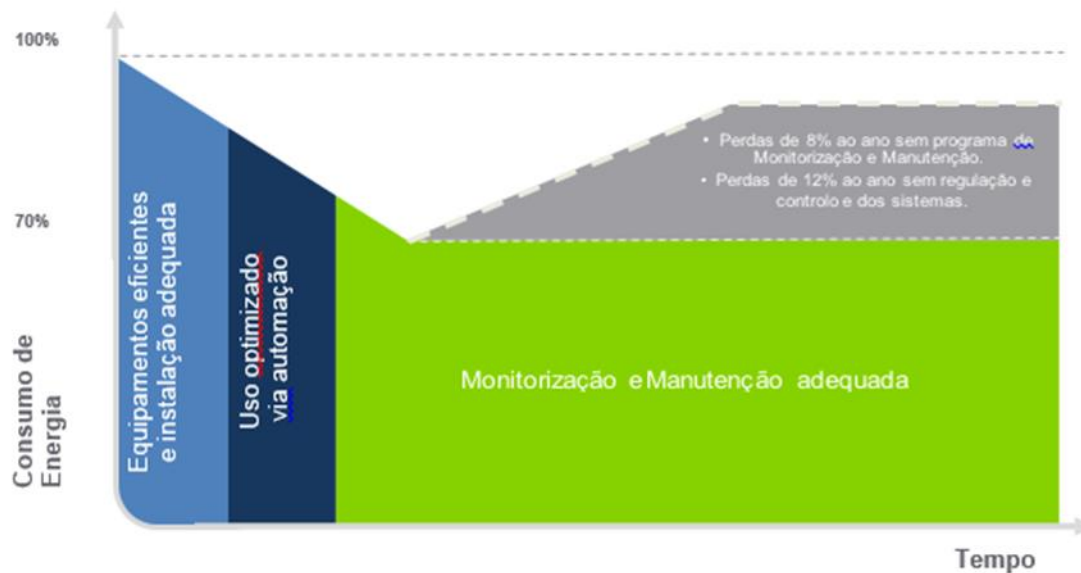 100%
70%
Consumo de
Energia
Equipamentos eficientes
e instalação adequada
Uso optimizado
via automação
Monitorização e Manutenção adequada
• Perdas de 8% ao ano sem programa de
Monitorização e Manutenção.
• Perdas de 12% ao ano sem regulação e
controlo e dos sistemas.
Tempo